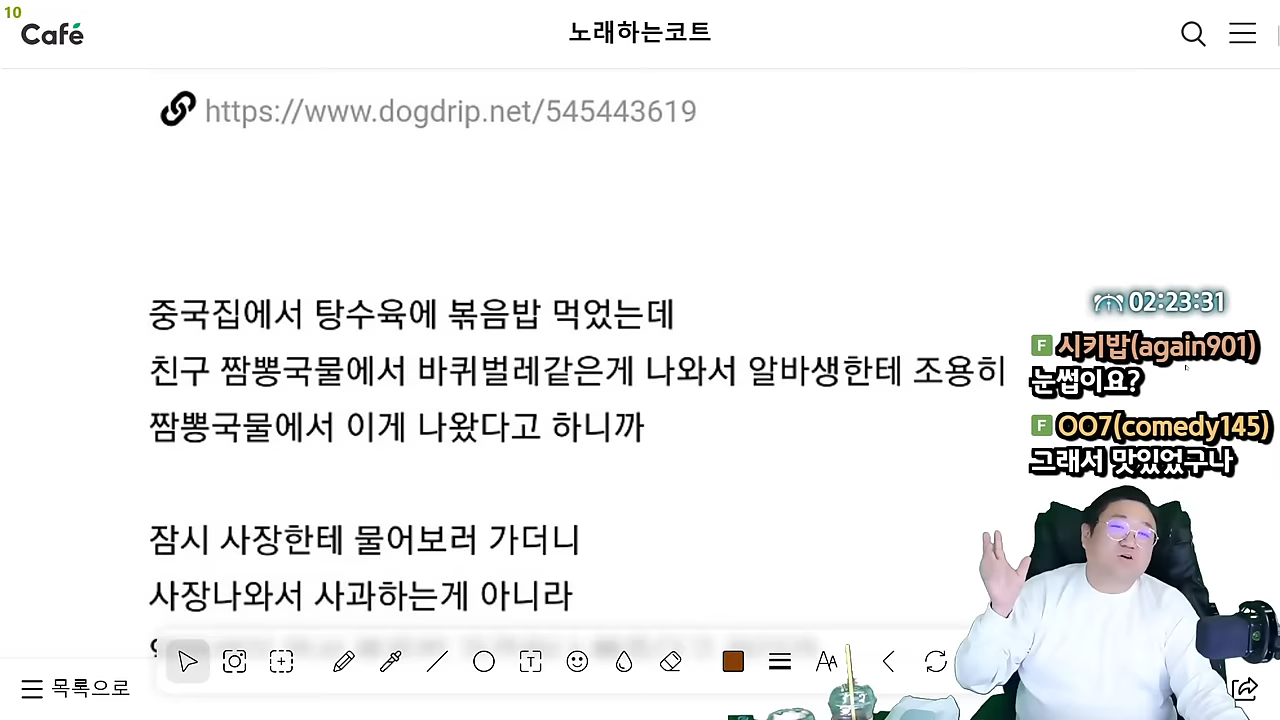 10
Café
노래하는코트
https://www.dogdrip.net/545443619
중국집에서 탕수육에 볶음밥 먹었는데
친구 짬뽕국물에서 바퀴벌레같은게 나와서 알바생한테 조용히
짬뽕국물에서 이게 나왔다고 하니까
잠시 사장한테 물어보러 가더니
사장나와서 사과하는게 아니라
목록으로
02:23:31
F 시키밥(again901)
눈썹이요?
F OO7(comedy145)
그래서 맛있었구나